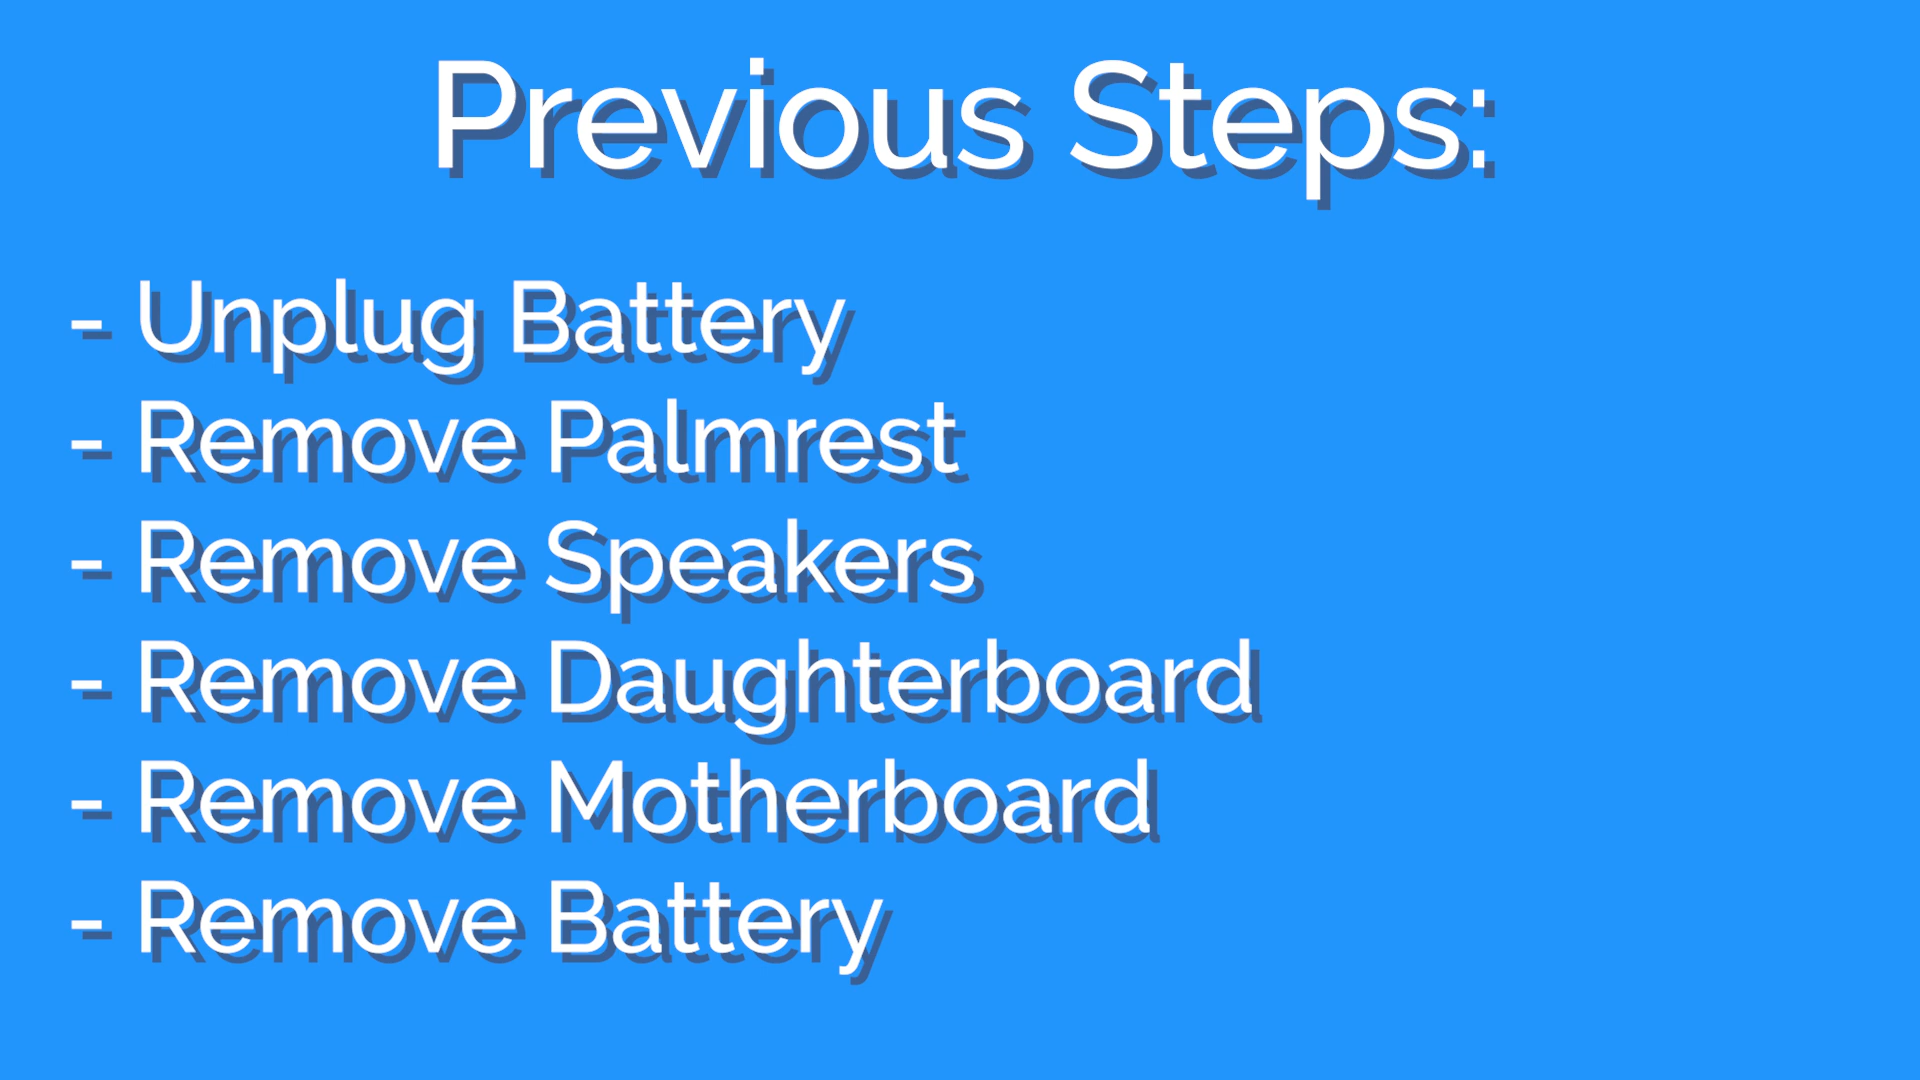 Previous Steps:
- Unplug Battery
- Remove Palmrest
- Remove Speakers
- Remove Daughterboard
- Remove Motherboard
- Remove Battery